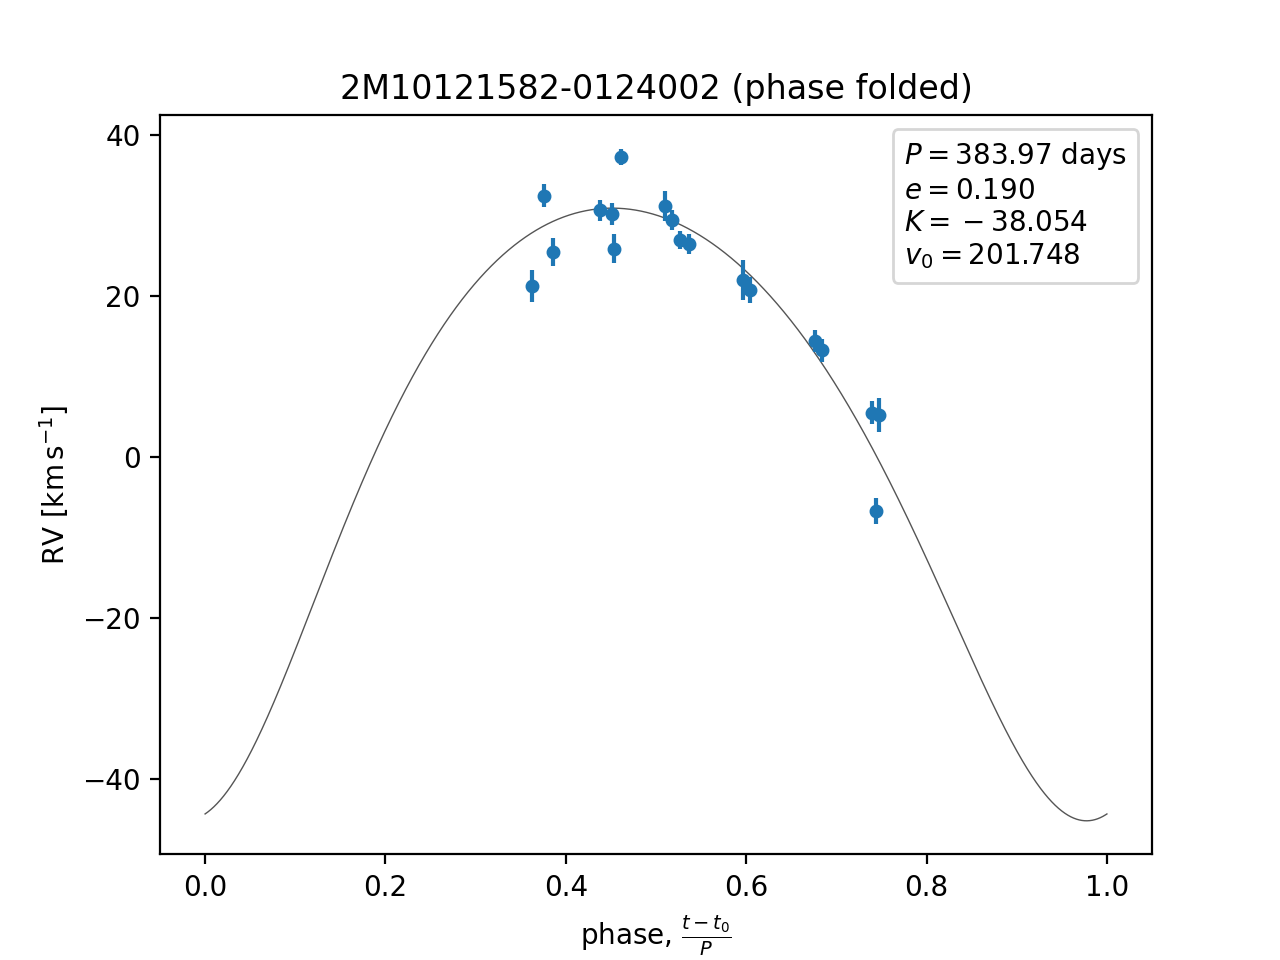 2M10121582-0124002 (phase folded)
P = 383.97 days
e = 0.190
K = −38.054
v₀ = 201.748
40
20
0
−20
−40
RV [km s⁻¹]
0.0 0.2 0.4 0.6 0.8 1.0
phase, (t − t₀)/P